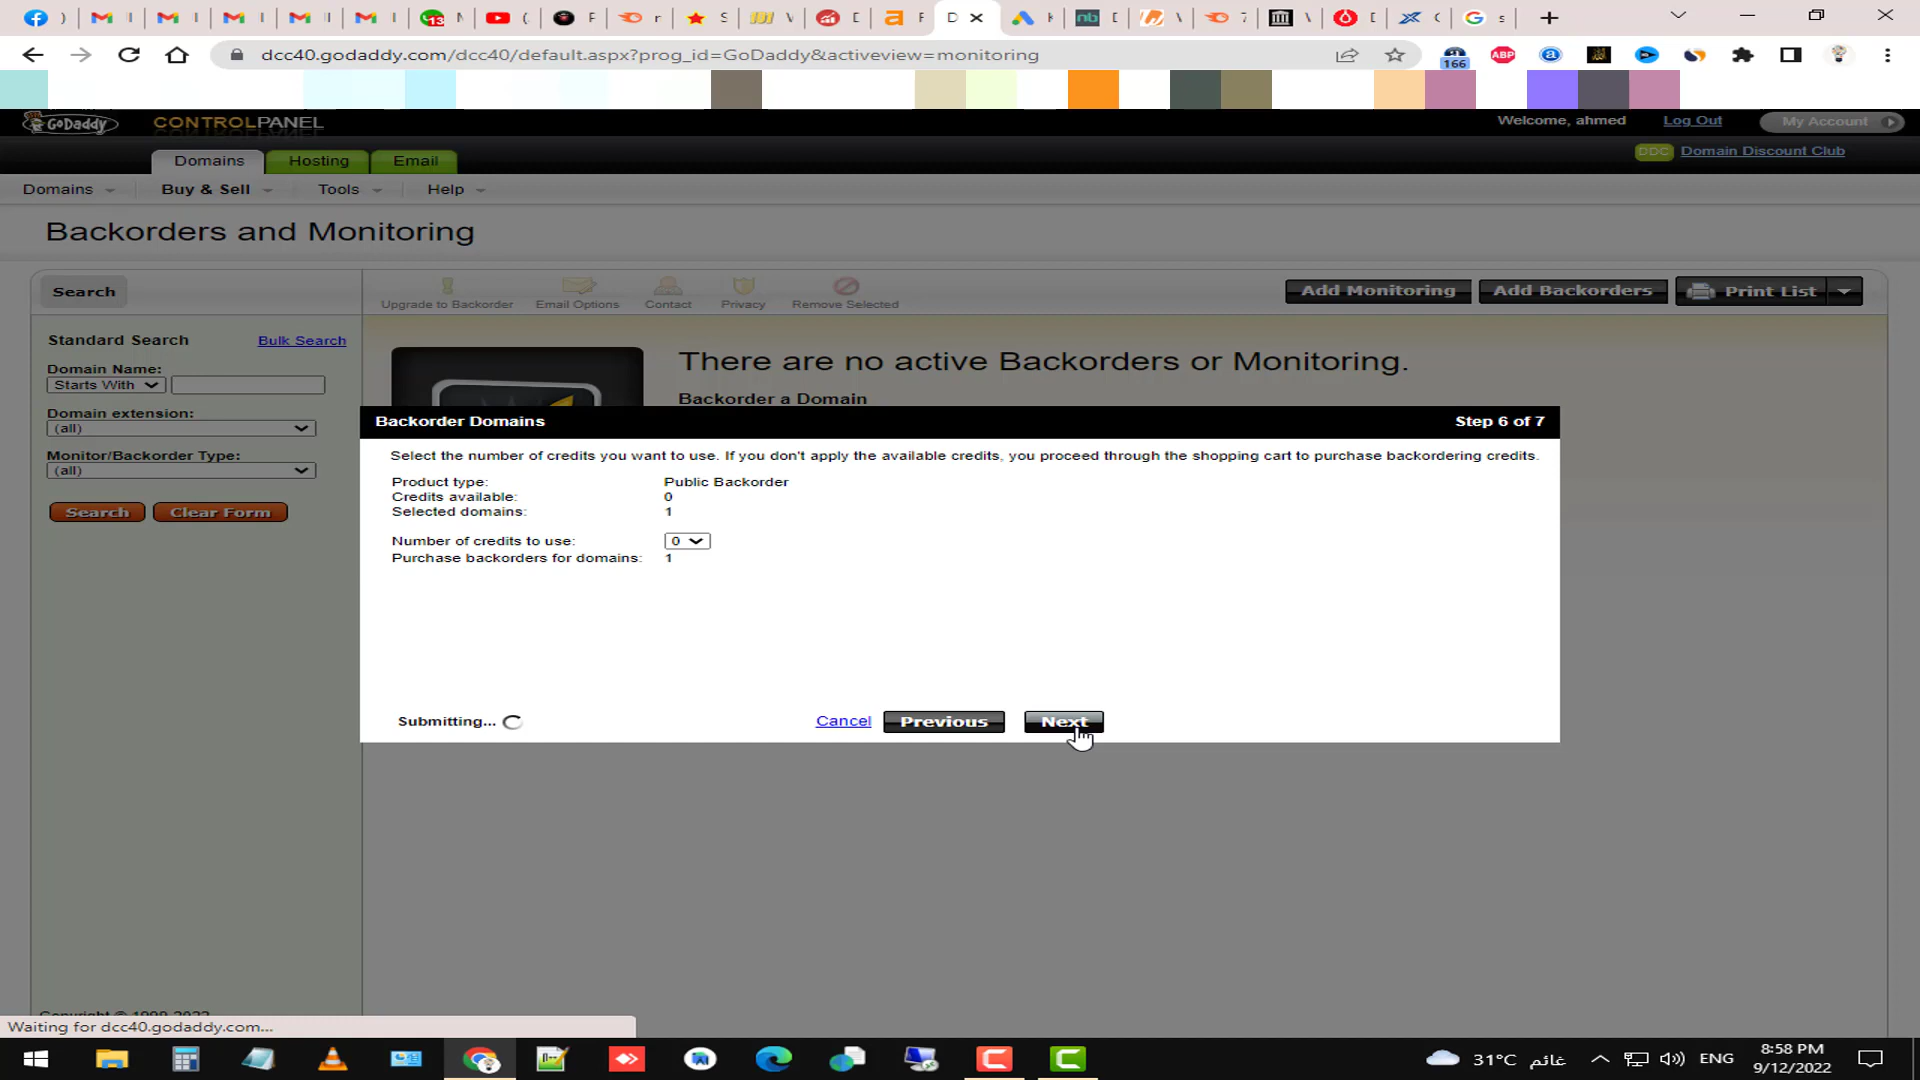 dcc40.godaddy.com/dcc40/default.aspx?prog_id=GoDaddy&activeview=monitoring
166
ABP
GoDaddy
CONTROLPANEL
Welcome, ahmed
Log Out
My Account
Domains
Hosting
Email
DDC
Domain Discount Club
Domains
Buy & Sell
Tools
Help
Backorders and Monitoring
Search
Upgrade to Backorder
Email Options
Contact
Privacy
Remove Selected
Add Monitoring
Add Backorders
Print List
Standard Search
Bulk Search
Domain Name:
Starts With
Domain extension:
(all)
Monitor/Backorder Type:
(all)
Search
Clear Form
There are no active Backorders or Monitoring.
Backorder a Domain
Backorder Domains
Step 6 of 7
Select the number of credits you want to use. If you don't apply the available credits, you proceed through the shopping cart to purchase backordering credits.
Product type: Public Backorder
Credits available: 0
Selected domains: 1
Number of credits to use: 0
Purchase backorders for domains: 1
Submitting...
Cancel
Previous
Next
Waiting for dcc40.godaddy.com...
31°C غائم
ENG
8:58 PM
9/12/2022